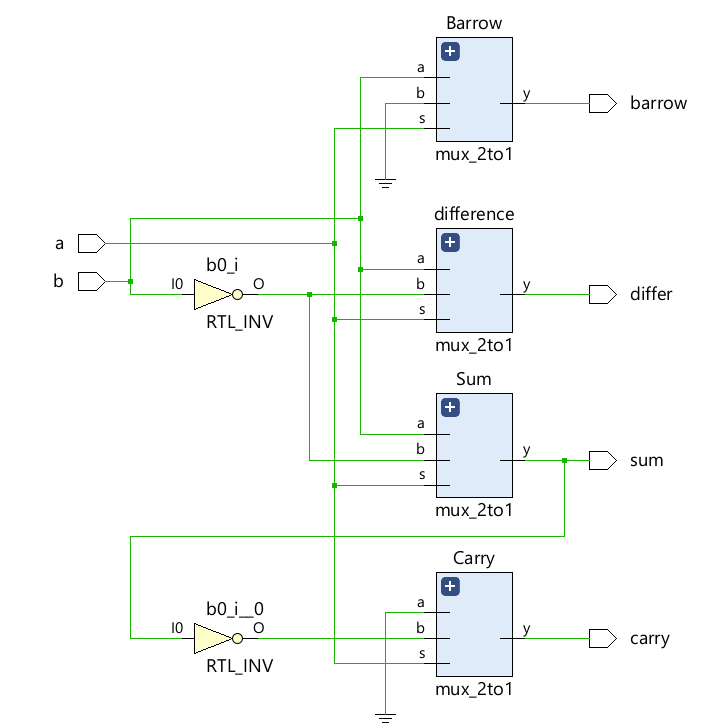 Barrow
a
b
s
y
barrow
mux_2to1
a
b
difference
a
b
s
y
differ
mux_2to1
b0_i
I0
O
RTL_INV
Sum
a
b
s
y
sum
mux_2to1
Carry
a
b
s
y
carry
mux_2to1
b0_i__0
I0
O
RTL_INV